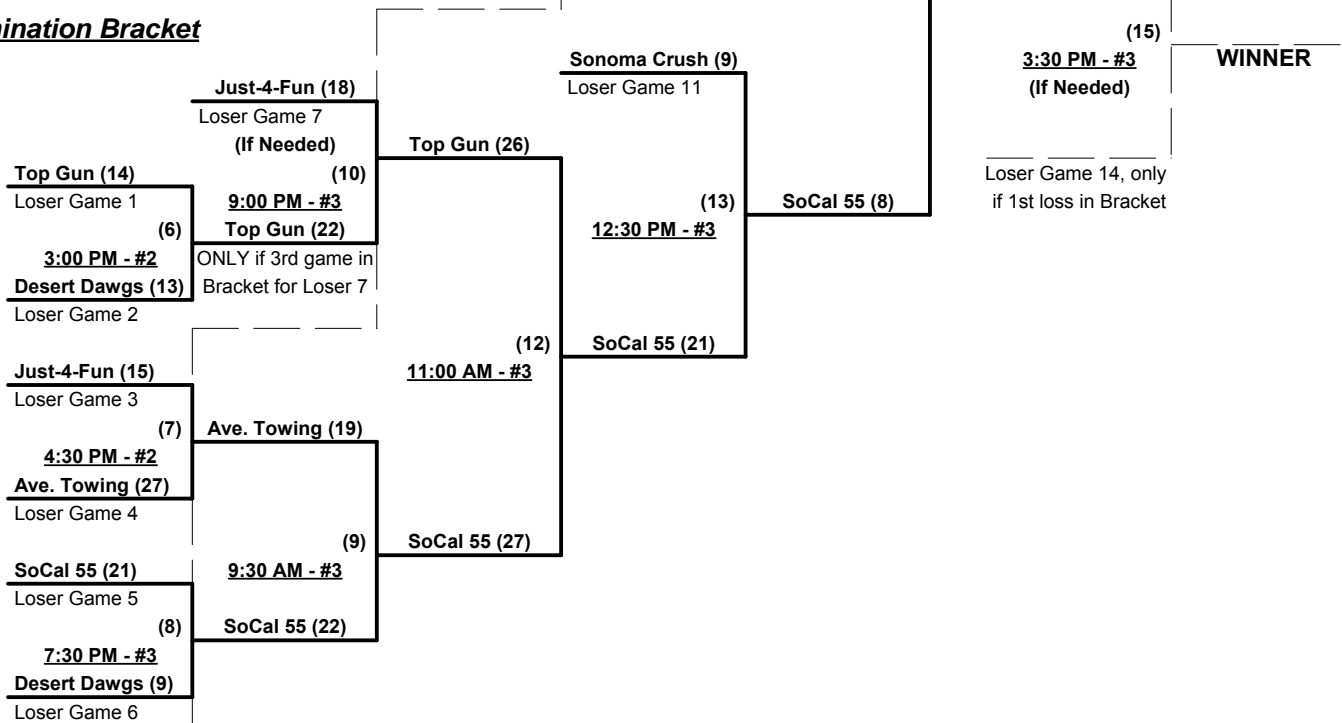 mination Bracket
Just-4-Fun (18)
Loser Game 7
(If Needed)
(10)
9:00 PM - #3
Top Gun (22)
ONLY if 3rd game in
Bracket for Loser 7
Top Gun (14)
Loser Game 1
(6)
3:00 PM - #2
Desert Dawgs (13)
Loser Game 2
Just-4-Fun (15)
Loser Game 3
(7)
4:30 PM - #2
Ave. Towing (27)
Loser Game 4
SoCal 55 (21)
Loser Game 5
(8)
7:30 PM - #3
Desert Dawgs (9)
Loser Game 6
Ave. Towing (19)
(9)
9:30 AM - #3
SoCal 55 (22)
Top Gun (26)
(12)
11:00 AM - #3
SoCal 55 (27)
Sonoma Crush (9)
Loser Game 11
(13)
12:30 PM - #3
SoCal 55 (21)
SoCal 55 (8)
(15)
3:30 PM - #3
(If Needed)
Loser Game 14, only
if 1st loss in Bracket
WINNER